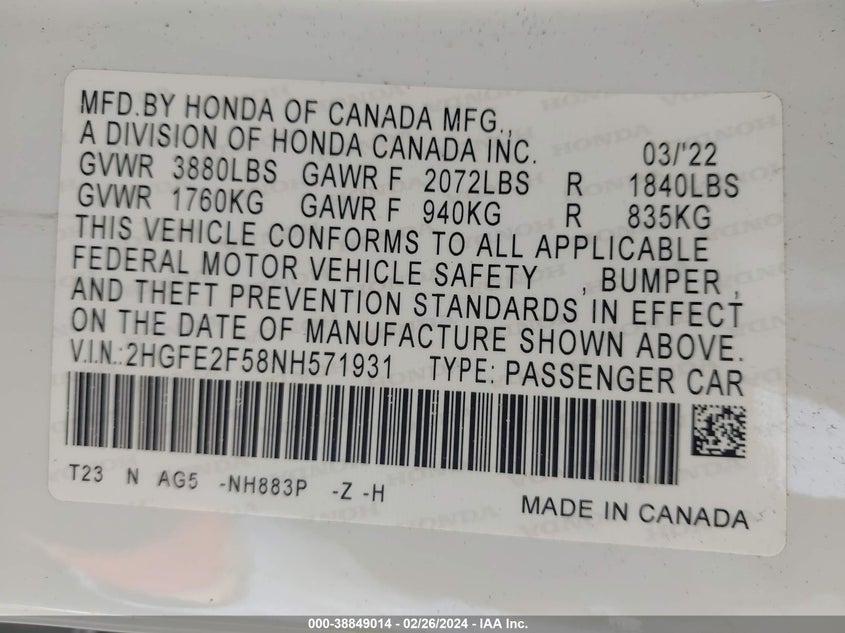 MFD.BY HONDA OF CANADA MFG.,
A DIVISION OF HONDA CANADA INC. 03/'22
GVWR 3880LBS GAWR F 2072LBS R 1840LBS
GVWR 1760KG GAWR F 940KG R 835KG
THIS VEHICLE CONFORMS TO ALL APPLICABLE
FEDERAL MOTOR VEHICLE SAFETY , BUMPER ,
AND THEFT PREVENTION STANDARDS IN EFFECT
ON THE DATE OF MANUFACTURE SHOWN ABOVE.
V.I.N.:2HGFE2F58NH571931 TYPE: PASSENGER CAR
T23 N AG5 -NH883P -Z -H
MADE IN CANADA
000-38849014 - 02/26/2024 - IAA Inc.